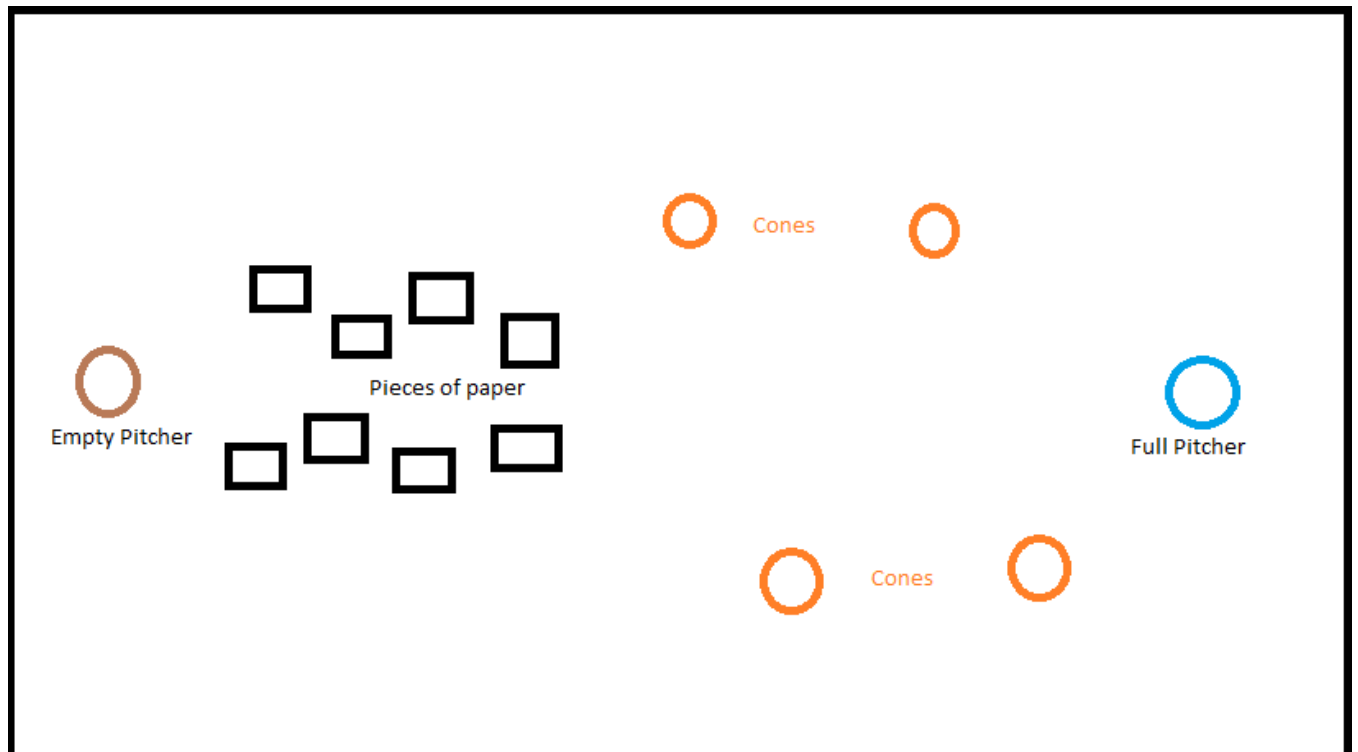 Cones
Pieces of paper
Empty Pitcher
Full Pitcher
Cones